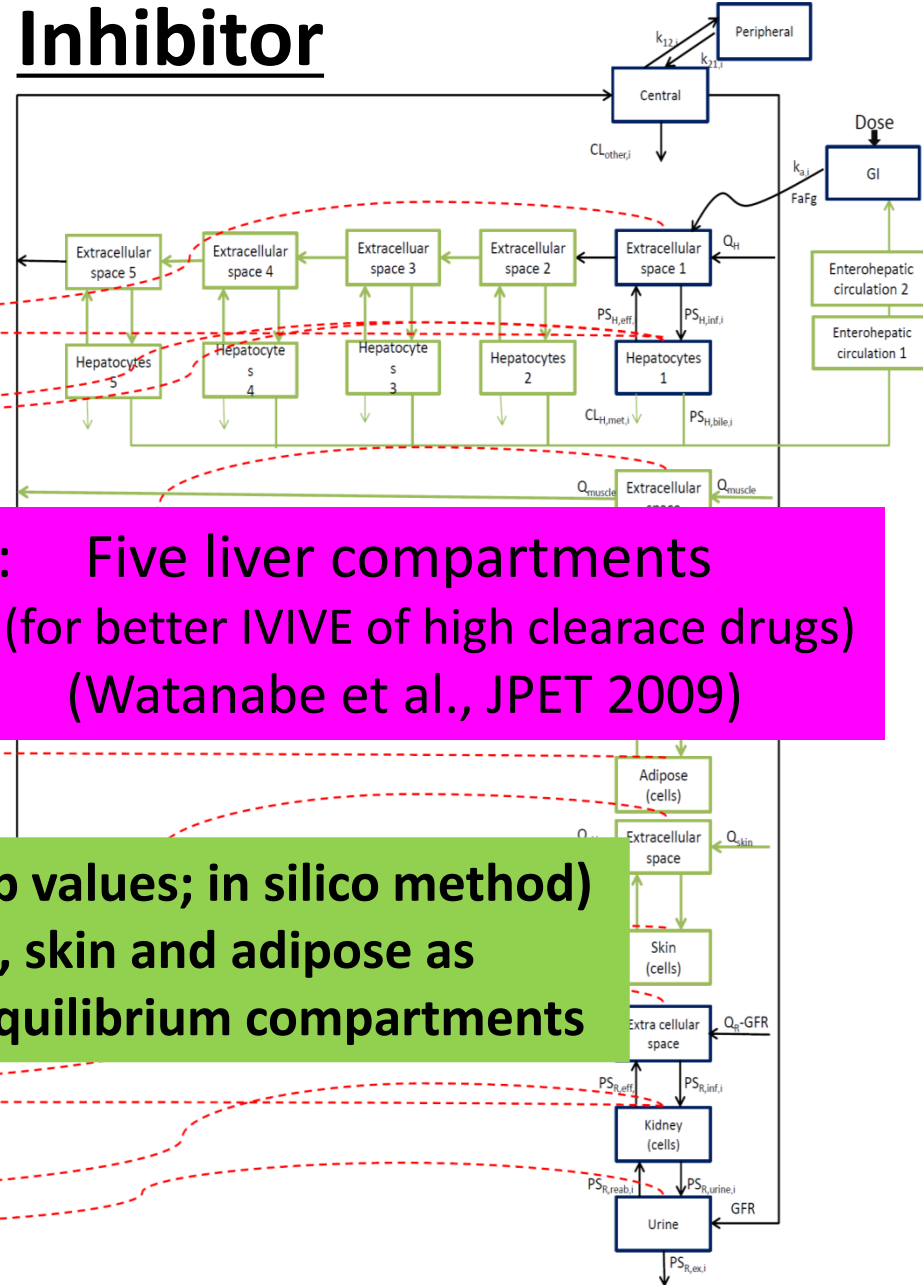 Inhibitor
k12,i
Peripheral
k21,i
Central
Dose
CLother,i
ka,i
GI
FaFg
Extracellular
space 5
Extracellular
space 4
Extracelluar
space 3
Extracellular
space 2
Extracellular
space 1
QH
Enterohepatic
circulation 2
PSH,eff,
PSH,inf,i
Enterohepatic
circulation 1
Hepatocytes
5
Hepatocyte
s
4
Hepatocyte
s
3
Hepatocytes
2
Hepatocytes
1
CLH,met,i
PSH,bile,i
Qmuscle
Extracellular
Qmuscle
: Five liver compartments
(for better IVIVE of high clearace drugs)
(Watanabe et al., JPET 2009)
Adipose
(cells)
Extracellular
space
Qskin
values; in silico method)
, skin and adipose as
quilibrium compartments
Skin
(cells)
Extra cellular
space
QR-GFR
PSR,eff,
PSR,inf,i
Kidney
(cells)
PSR,reab,i
PSR,urine,i
Urine
GFR
PSR,ex,i